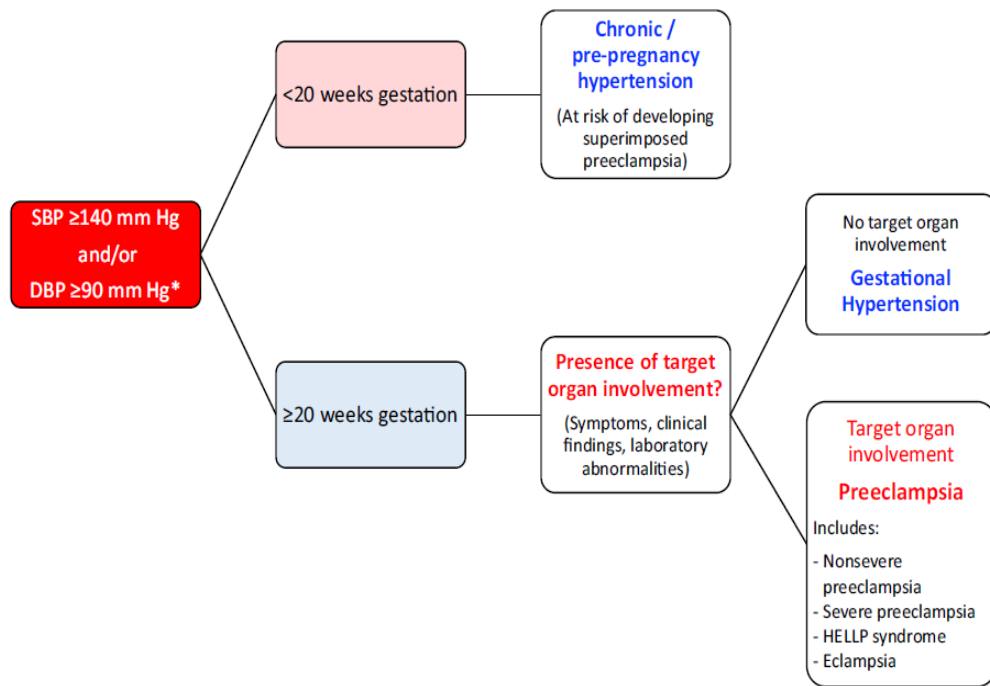 SBP ≥140 mm Hg
and/or
DBP ≥90 mm Hg*
<20 weeks gestation
Chronic /
pre-pregnancy
hypertension
(At risk of developing
superimposed
preeclampsia)
≥20 weeks gestation
Presence of target
organ involvement?
(Symptoms, clinical
findings, laboratory
abnormalities)
No target organ
involvement
Gestational
Hypertension
Target organ
involvement
Preeclampsia
Includes:
- Nonsevere
preeclampsia
- Severe preeclampsia
- HELLP syndrome
- Eclampsia